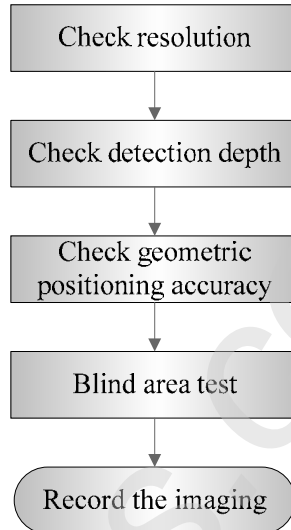 Check resolution
Check detection depth
Check geometric
positioning accuracy
Blind area test
Record the imaging